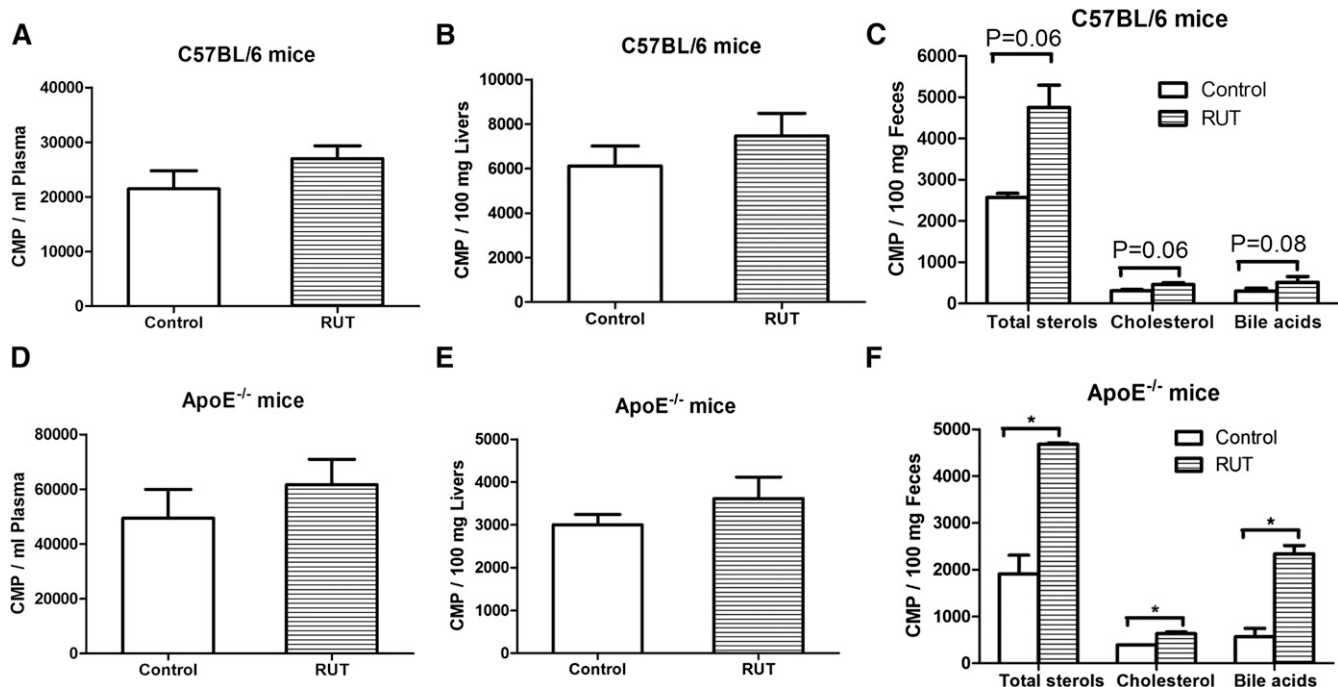 A
C57BL/6 mice
CMP / ml Plasma
40000
30000
20000
10000
0
Control
RUT
B
C57BL/6 mice
CMP / 100 mg Livers
10000
8000
6000
4000
2000
0
Control
RUT
C
C57BL/6 mice
CMP / 100 mg Feces
6000
5000
4000
3000
2000
1000
0
P=0.06
P=0.06
P=0.08
Control
RUT
Total sterols
Cholesterol
Bile acids
D
ApoE-/- mice
CMP / ml Plasma
80000
60000
40000
20000
0
Control
RUT
E
ApoE-/- mice
CMP / 100 mg Livers
5000
4000
3000
2000
1000
0
Control
RUT
F
ApoE-/- mice
CMP / 100 mg Feces
5000
4000
3000
2000
1000
0
*
*
*
Control
RUT
Total sterols
Cholesterol
Bile acids